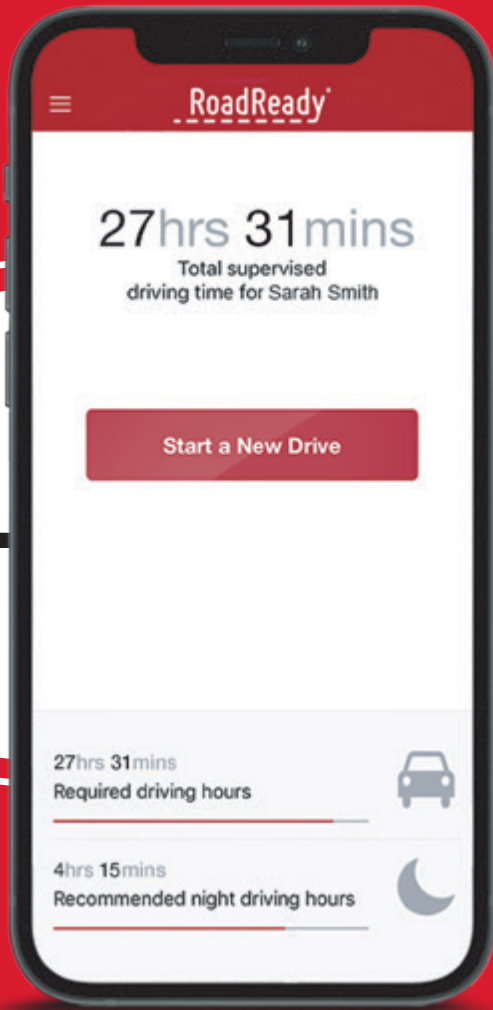 RoadReady®
27hrs 31mins
Total supervised
driving time for Sarah Smith
Start a New Drive
27hrs 31mins
Required driving hours
4hrs 15mins
Recommended night driving hours